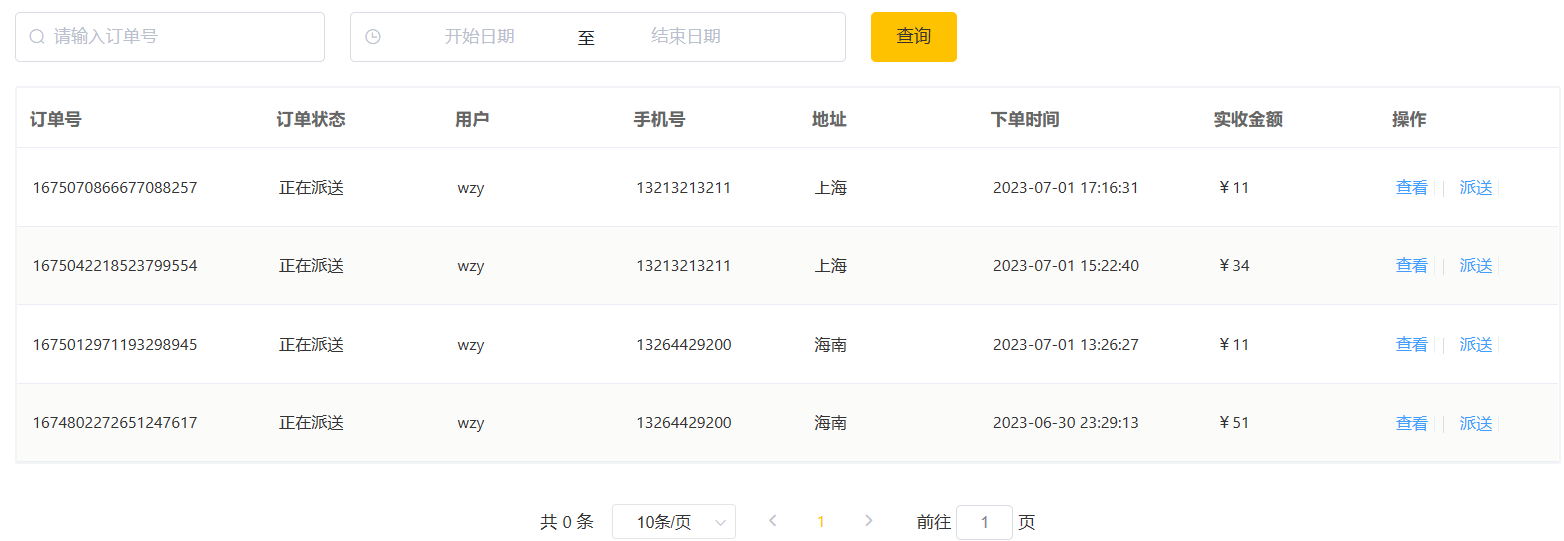 请输入订单号 开始日期 至 结束日期 查询
订单号 订单状态 用户 手机号 地址 下单时间 实收金额 操作
1675070866677088257 正在派送 wzy 13213213211 上海 2023-07-01 17:16:31 ￥11 查看 派送
1675042218523799554 正在派送 wzy 13213213211 上海 2023-07-01 15:22:40 ￥34 查看 派送
1675012971193298945 正在派送 wzy 13264429200 海南 2023-07-01 13:26:27 ￥11 查看 派送
1674802272651247617 正在派送 wzy 13264429200 海南 2023-06-30 23:29:13 ￥51 查看 派送
共 0 条 10条/页 1 前往 1 页